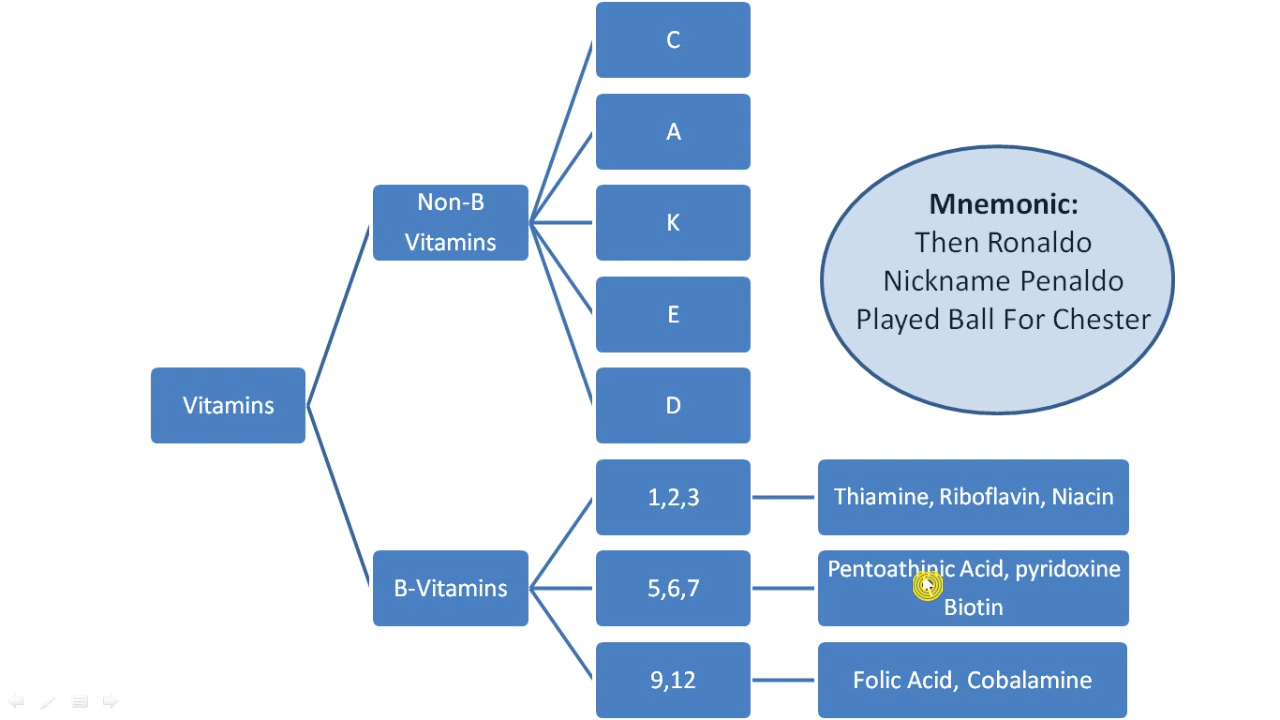 C
A
Non-B
Vitamins
K
E
D
Vitamins
B-Vitamins
1,2,3
5,6,7
9,12
Thiamine, Riboflavin, Niacin
Pentoathinic Acid, pyridoxine
Biotin
Folic Acid, Cobalamine
Mnemonic:
Then Ronaldo
Nickname Penaldo
Played Ball For Chester